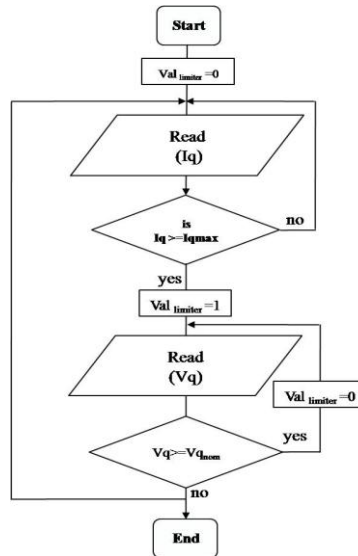 Start
Val limiter =0
Read
(Iq)
is
Iq >=Iqmax
no
yes
Val limiter =1
Read
(Vq)
Val limiter =0
Vq>=Vqnom
yes
no
End